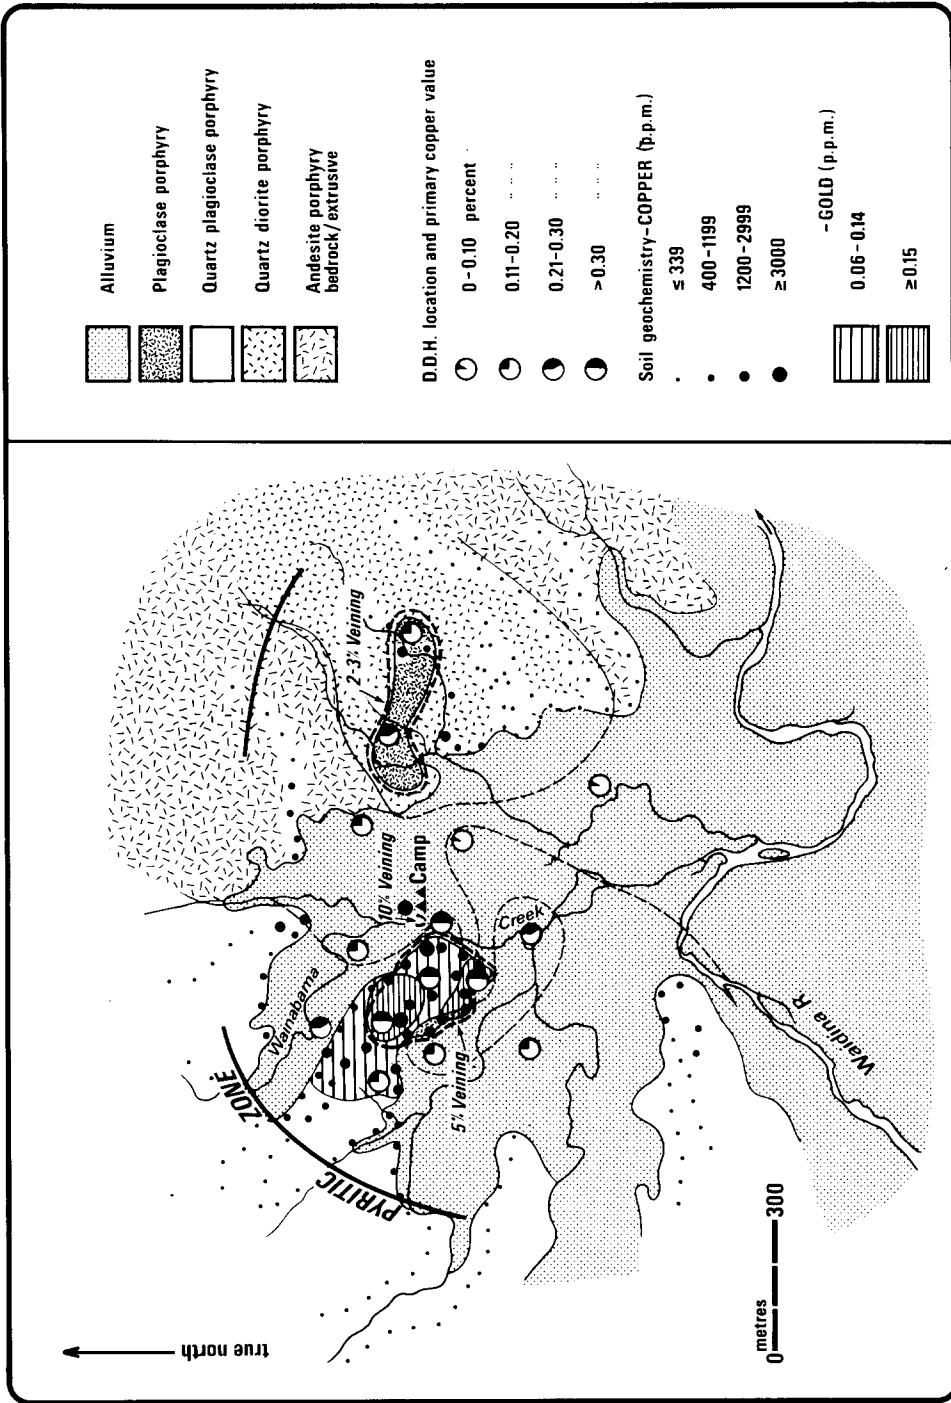 Alluvium
Plagioclase porphyry
Quartz plagioclase porphyry
Quartz diorite porphyry
Andesite porphyry
bedrock/extrusive
D.D.H. location and primary copper value
0-0.10 percent
0.11-0.20 " "
0.21-0.30 " "
>0.30 " "
Soil geochemistry-COPPER (p.p.m.)
≤ 339
400-1199
1200-2999
≥ 3000
- GOLD (p.p.m.)
0.06-0.14
≥ 0.15
true north
PYRITIC
ZONE
Wainabama
Creek
10% Veining
Camp
2-3% Veining
5% Veining
Waidina R.
metres
0 300